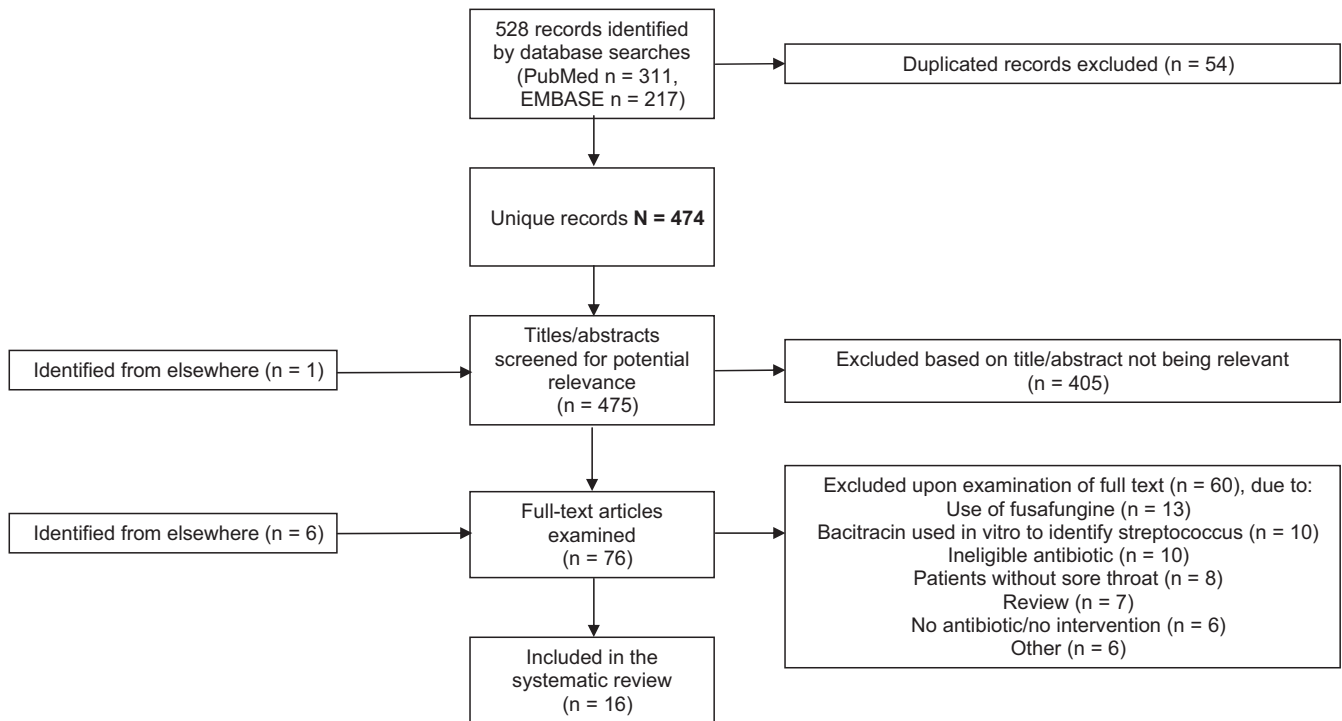 528 records identified
by database searches
(PubMed n = 311,
EMBASE n = 217)
Duplicated records excluded (n = 54)
Unique records N = 474
Identified from elsewhere (n = 1)
Titles/abstracts
screened for potential
relevance
(n = 475)
Excluded based on title/abstract not being relevant
(n = 405)
Identified from elsewhere (n = 6)
Full-text articles
examined
(n = 76)
Excluded upon examination of full text (n = 60), due to:
Use of fusafungine (n = 13)
Bacitracin used in vitro to identify streptococcus (n = 10)
Ineligible antibiotic (n = 10)
Patients without sore throat (n = 8)
Review (n = 7)
No antibiotic/no intervention (n = 6)
Other (n = 6)
Included in the
systematic review
(n = 16)